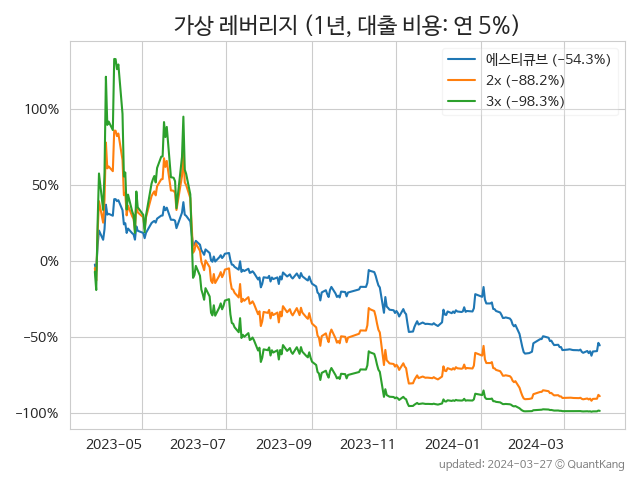 가상 레버리지 (1년, 대출 비용: 연 5%)
에스티큐브 (-54.3%)
2x (-88.2%)
3x (-98.3%)
100%
50%
0%
−50%
−100%
2023-05
2023-07
2023-09
2023-11
2024-01
2024-03
updated: 2024-03-27 © QuantKang